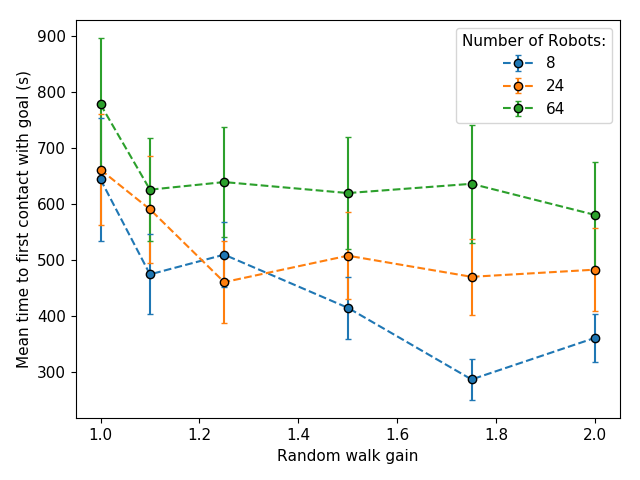 900
800
700
600
500
400
300
Mean time to first contact with goal (s)
Number of Robots:
8
24
64
1.0 1.2 1.4 1.6 1.8 2.0
Random walk gain